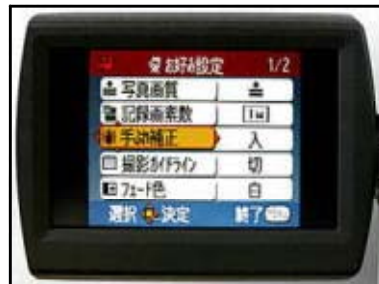 お好み設定 1/2
写真画質
記録画素数 1M
手ぶれ補正 入
撮影ガイドライン 切
フェード色 白
選択 決定 終了 MENU